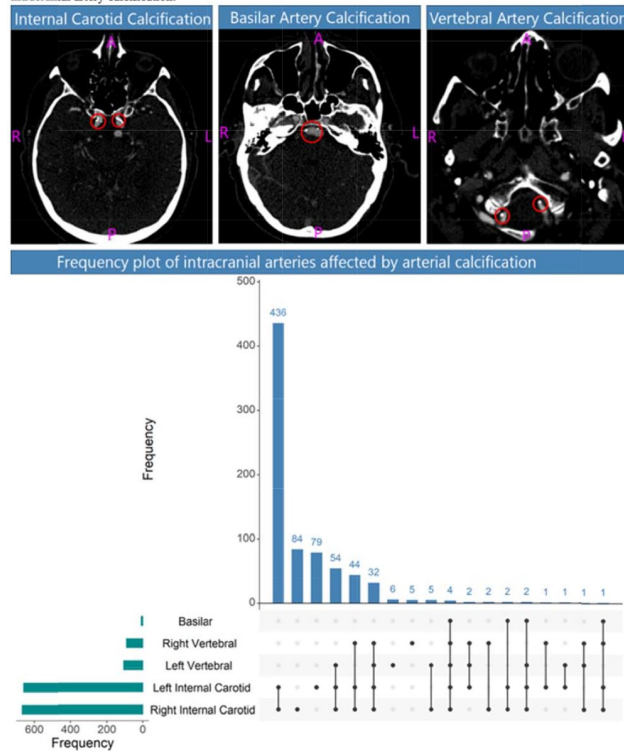 Internal Carotid Calcification Basilar Artery Calcification Vertebral Artery Calcification
A A A
R L R L
P P P
Frequency plot of intracranial arteries affected by arterial calcification
500
436
400
300
200
100
84 79 54 44 32 6 5 5 4 2 2 2 2 1 1 1 1
0
Frequency
Basilar
Right Vertebral
Left Vertebral
Left Internal Carotid
Right Internal Carotid
600 400 200 0
Frequency